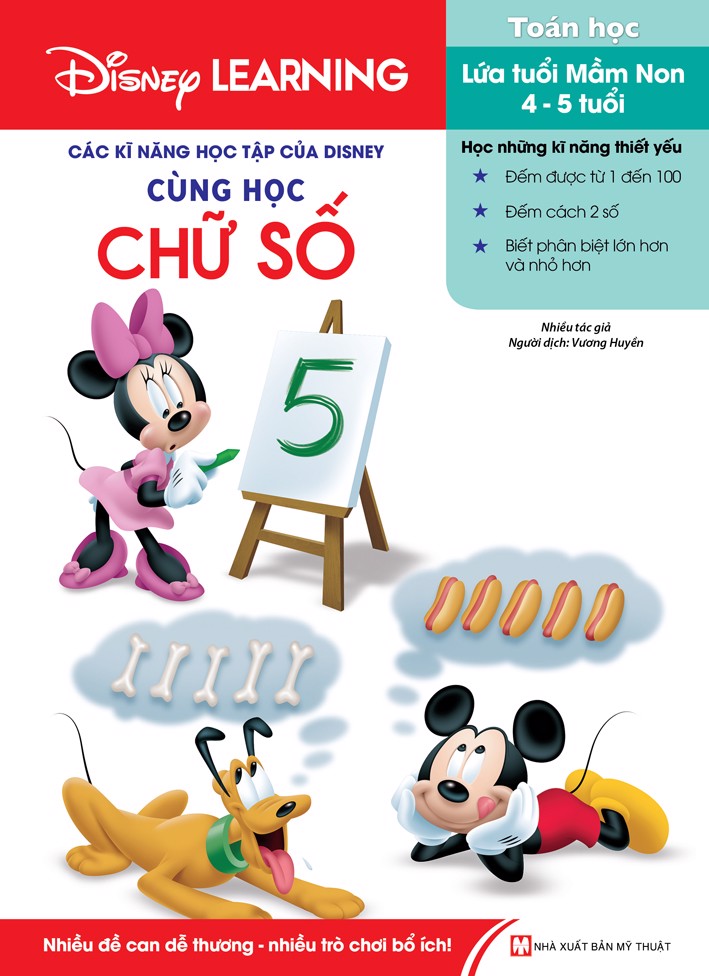 Disney LEARNING
Toán học
Lứa tuổi Mầm Non
4 - 5 tuổi
CÁC KĨ NĂNG HỌC TẬP CỦA DISNEY
CÙNG HỌC
CHỮ SỐ
Học những kĩ năng thiết yếu
★ Đếm được từ 1 đến 100
★ Đếm cách 2 số
★ Biết phân biệt lớn hơn
và nhỏ hơn
Nhiều tác giả
Người dịch: Vương Huyền
5
Nhiều đề can dễ thương - nhiều trò chơi bổ ích!
NHÀ XUẤT BẢN MỸ THUẬT